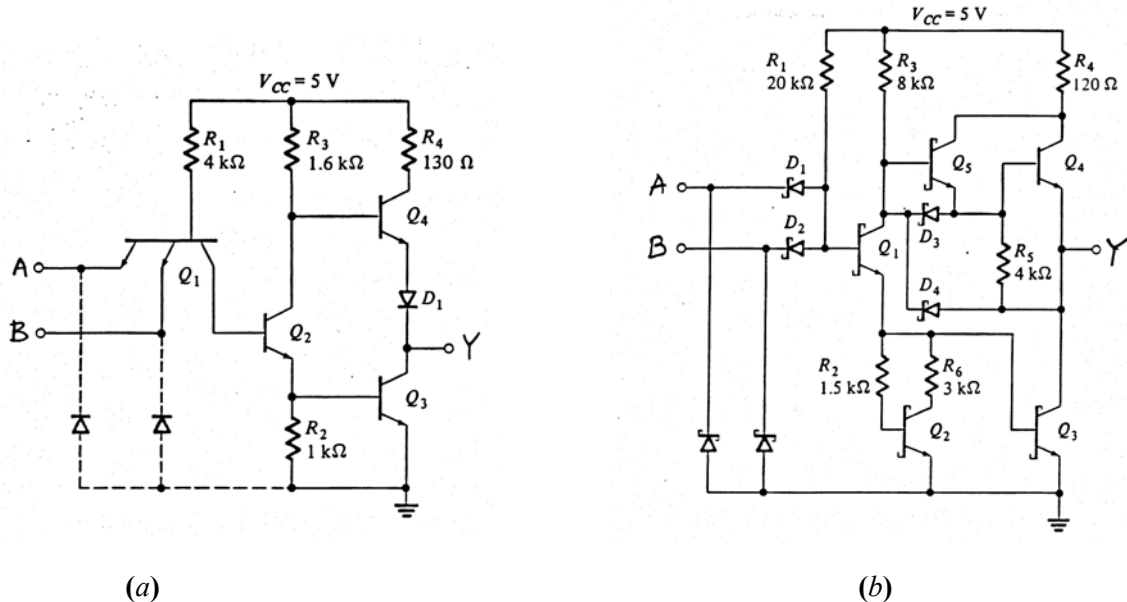 V_CC = 5 V
R_1
4 kΩ
R_3
1.6 kΩ
R_4
130 Ω
Q_4
A
Q_1
D_1
B
Q_2
Y
Q_3
R_2
1 kΩ
(a)
V_CC = 5 V
R_1
20 kΩ
R_3
8 kΩ
R_4
120 Ω
D_1
Q_5
Q_4
A
D_2
D_3
B
Q_1
R_5
4 kΩ
Y
D_4
R_2
1.5 kΩ
R_6
3 kΩ
Q_2
Q_3
(b)